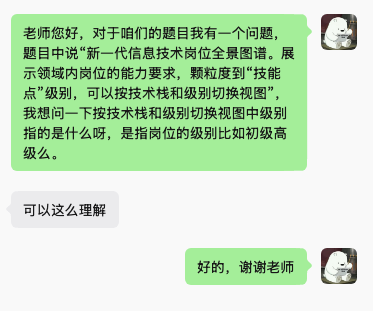 老师您好，对于咱们的题目我有一个问题，
题目中说“新一代信息技术岗位全景图谱。展
示领域内岗位的能力要求，颗粒度到“技能
点”级别，可以按技术栈和级别切换视图”，
我想问一下按技术栈和级别切换视图中级别
指的是什么呀，是指岗位的级别比如初级高
级么。
可以这么理解
好的，谢谢老师